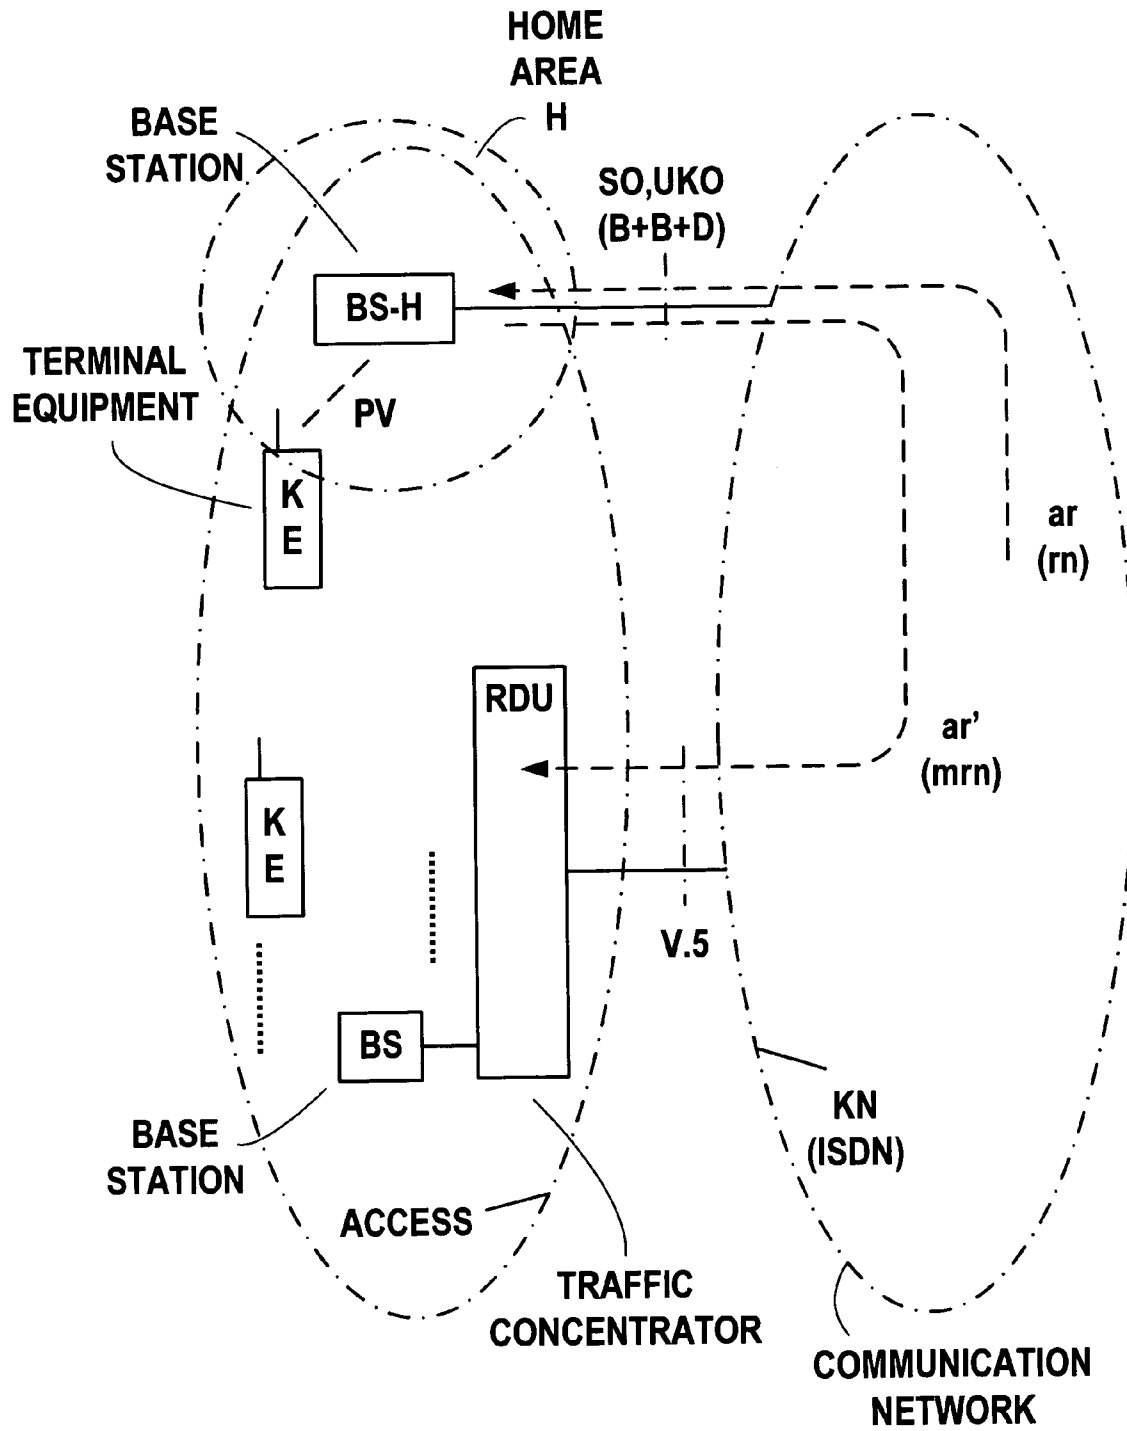 HOME
AREA
H
BASE
STATION
SO,UKO
(B+B+D)
BS-H
TERMINAL
EQUIPMENT
PV
K
E
ar
(rn)
RDU
ar'
(mrn)
K
E
V.5
BS
KN
(ISDN)
BASE
STATION
ACCESS
TRAFFIC
CONCENTRATOR
COMMUNICATION
NETWORK